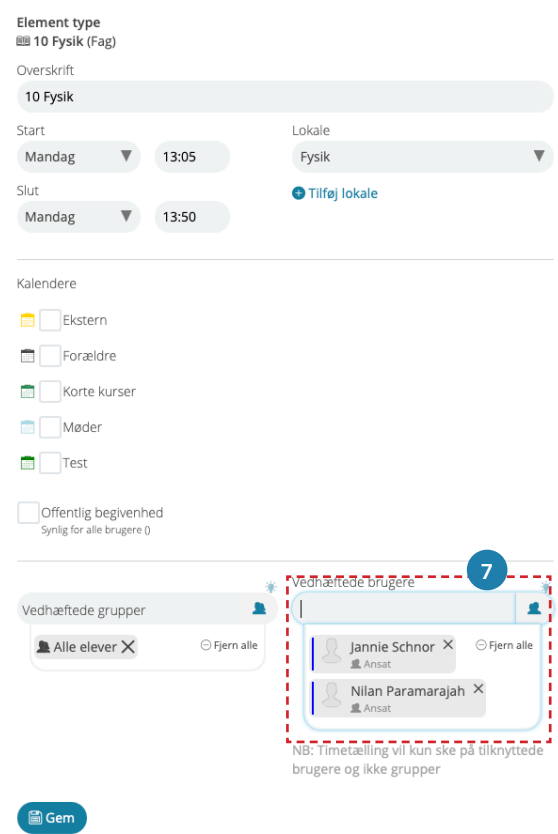 Element type
10 Fysik (Fag)
Overskrift
10 Fysik
Start
Mandag 13:05
Lokale
Fysik
Slut
Mandag 13:50
Tilføj lokale
Kalendere
Ekstern
Forældre
Korte kurser
Møder
Test
Offentlig begivenhed
Synlig for alle brugere ()
Vedhæftede grupper
Alle elever Fjern alle
7
Vedhæftede brugere
Jannie Schnor Fjern alle
Ansat
Nilan Paramarajah
Ansat
NB: Timetælling vil kun ske på tilknyttede
brugere og ikke grupper
Gem